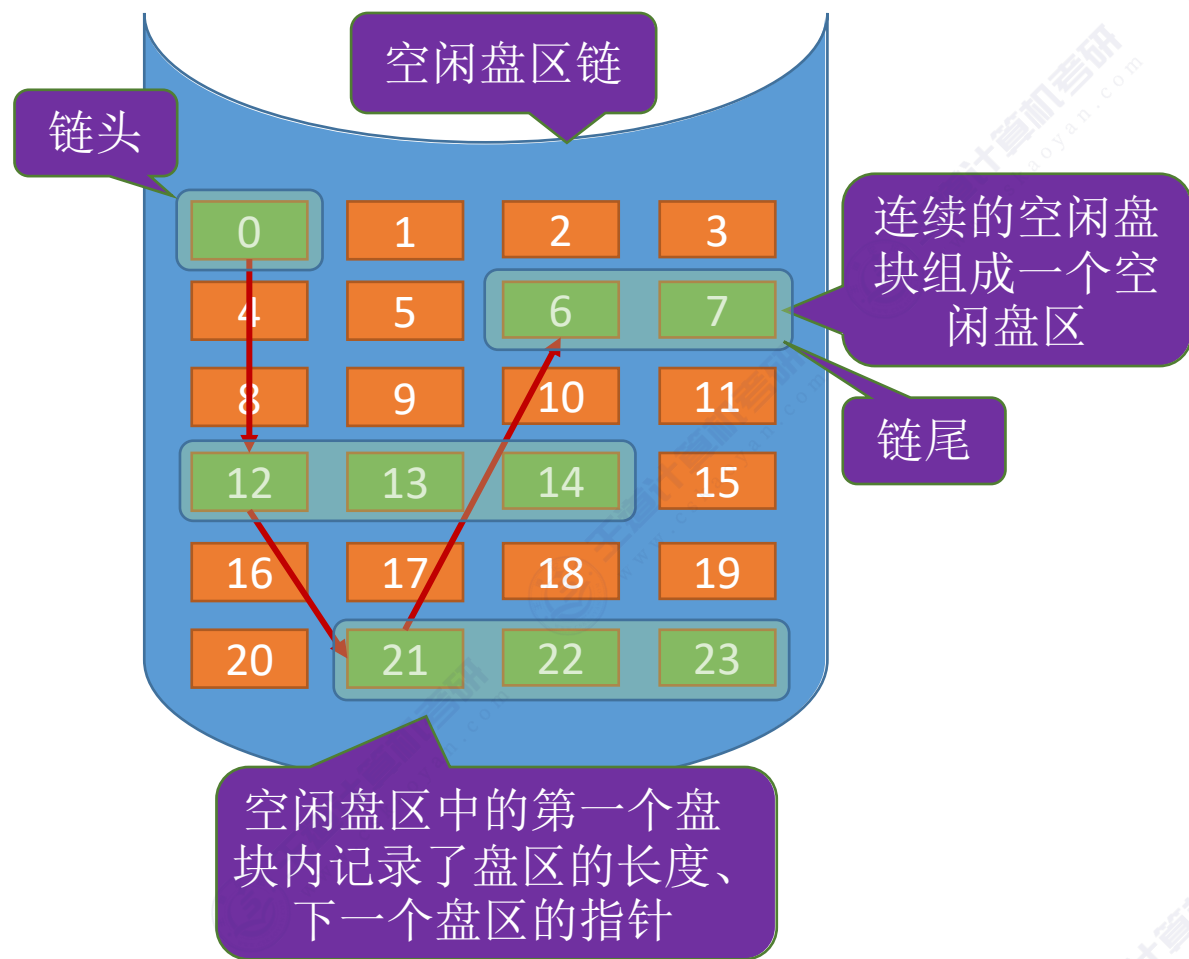 空闲盘区链
链头
0 1 2 3
连续的空闲盘
块组成一个空
闲盘区
4 5 6 7
8 9 10 11
链尾
12 13 14 15
16 17 18 19
20 21 22 23
空闲盘区中的第一个盘
块内记录了盘区的长度、
下一个盘区的指针